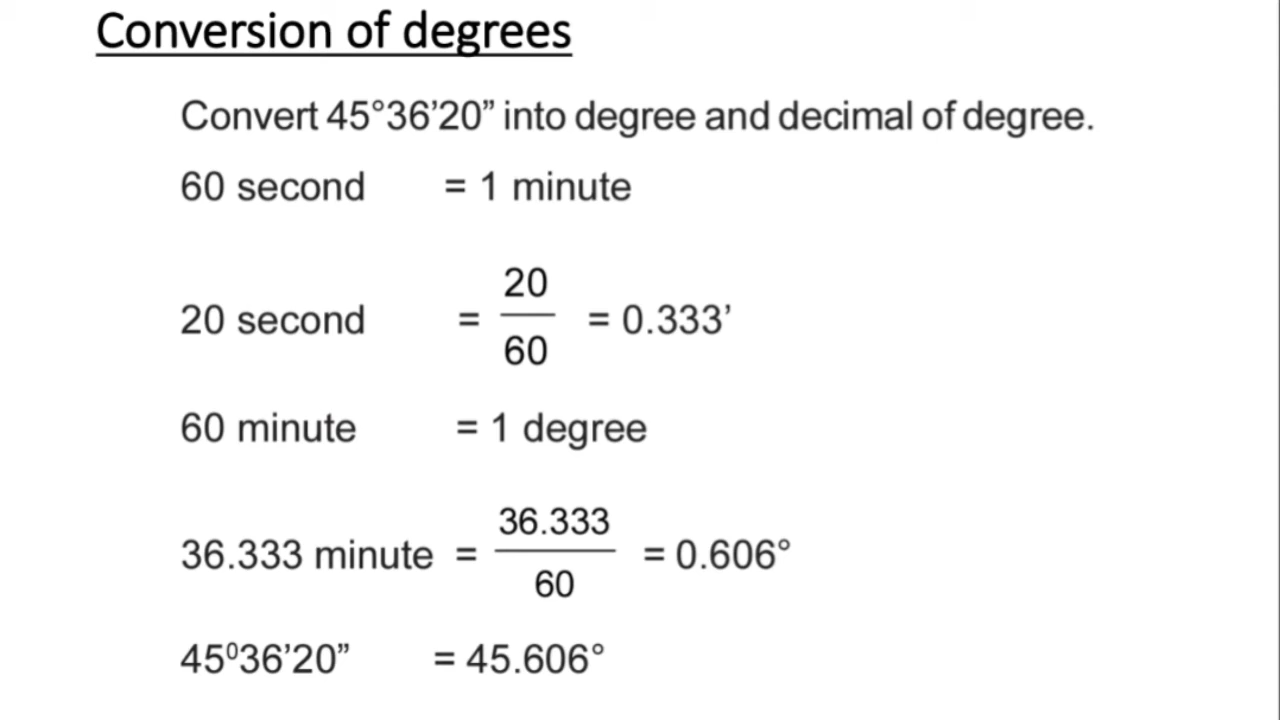 Conversion of degrees
Convert 45°36’20” into degree and decimal of degree.
60 second = 1 minute
20 second = 20/60 = 0.333’
60 minute = 1 degree
36.333 minute = 36.333/60 = 0.606°
45⁰36’20” = 45.606°